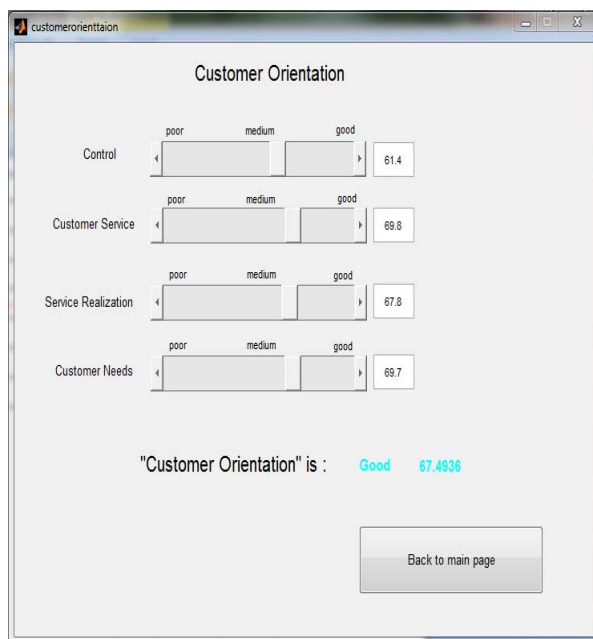 customerorienttaion
Customer Orientation
poor medium good
Control 61.4
poor medium good
Customer Service 69.8
poor medium good
Service Realization 67.8
poor medium good
Customer Needs 69.7
"Customer Orientation" is : Good 67.4936
Back to main page